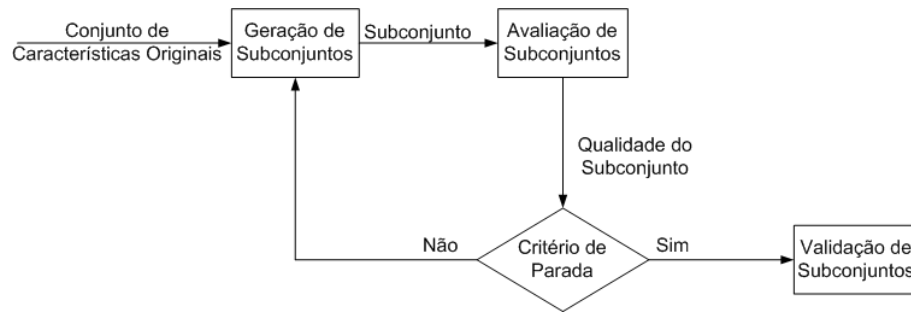 Conjunto de
Características Originais
Geração de
Subconjuntos
Subconjunto
Avaliação de
Subconjuntos
Qualidade do
Subconjunto
Não
Critério de
Parada
Sim
Validação de
Subconjuntos